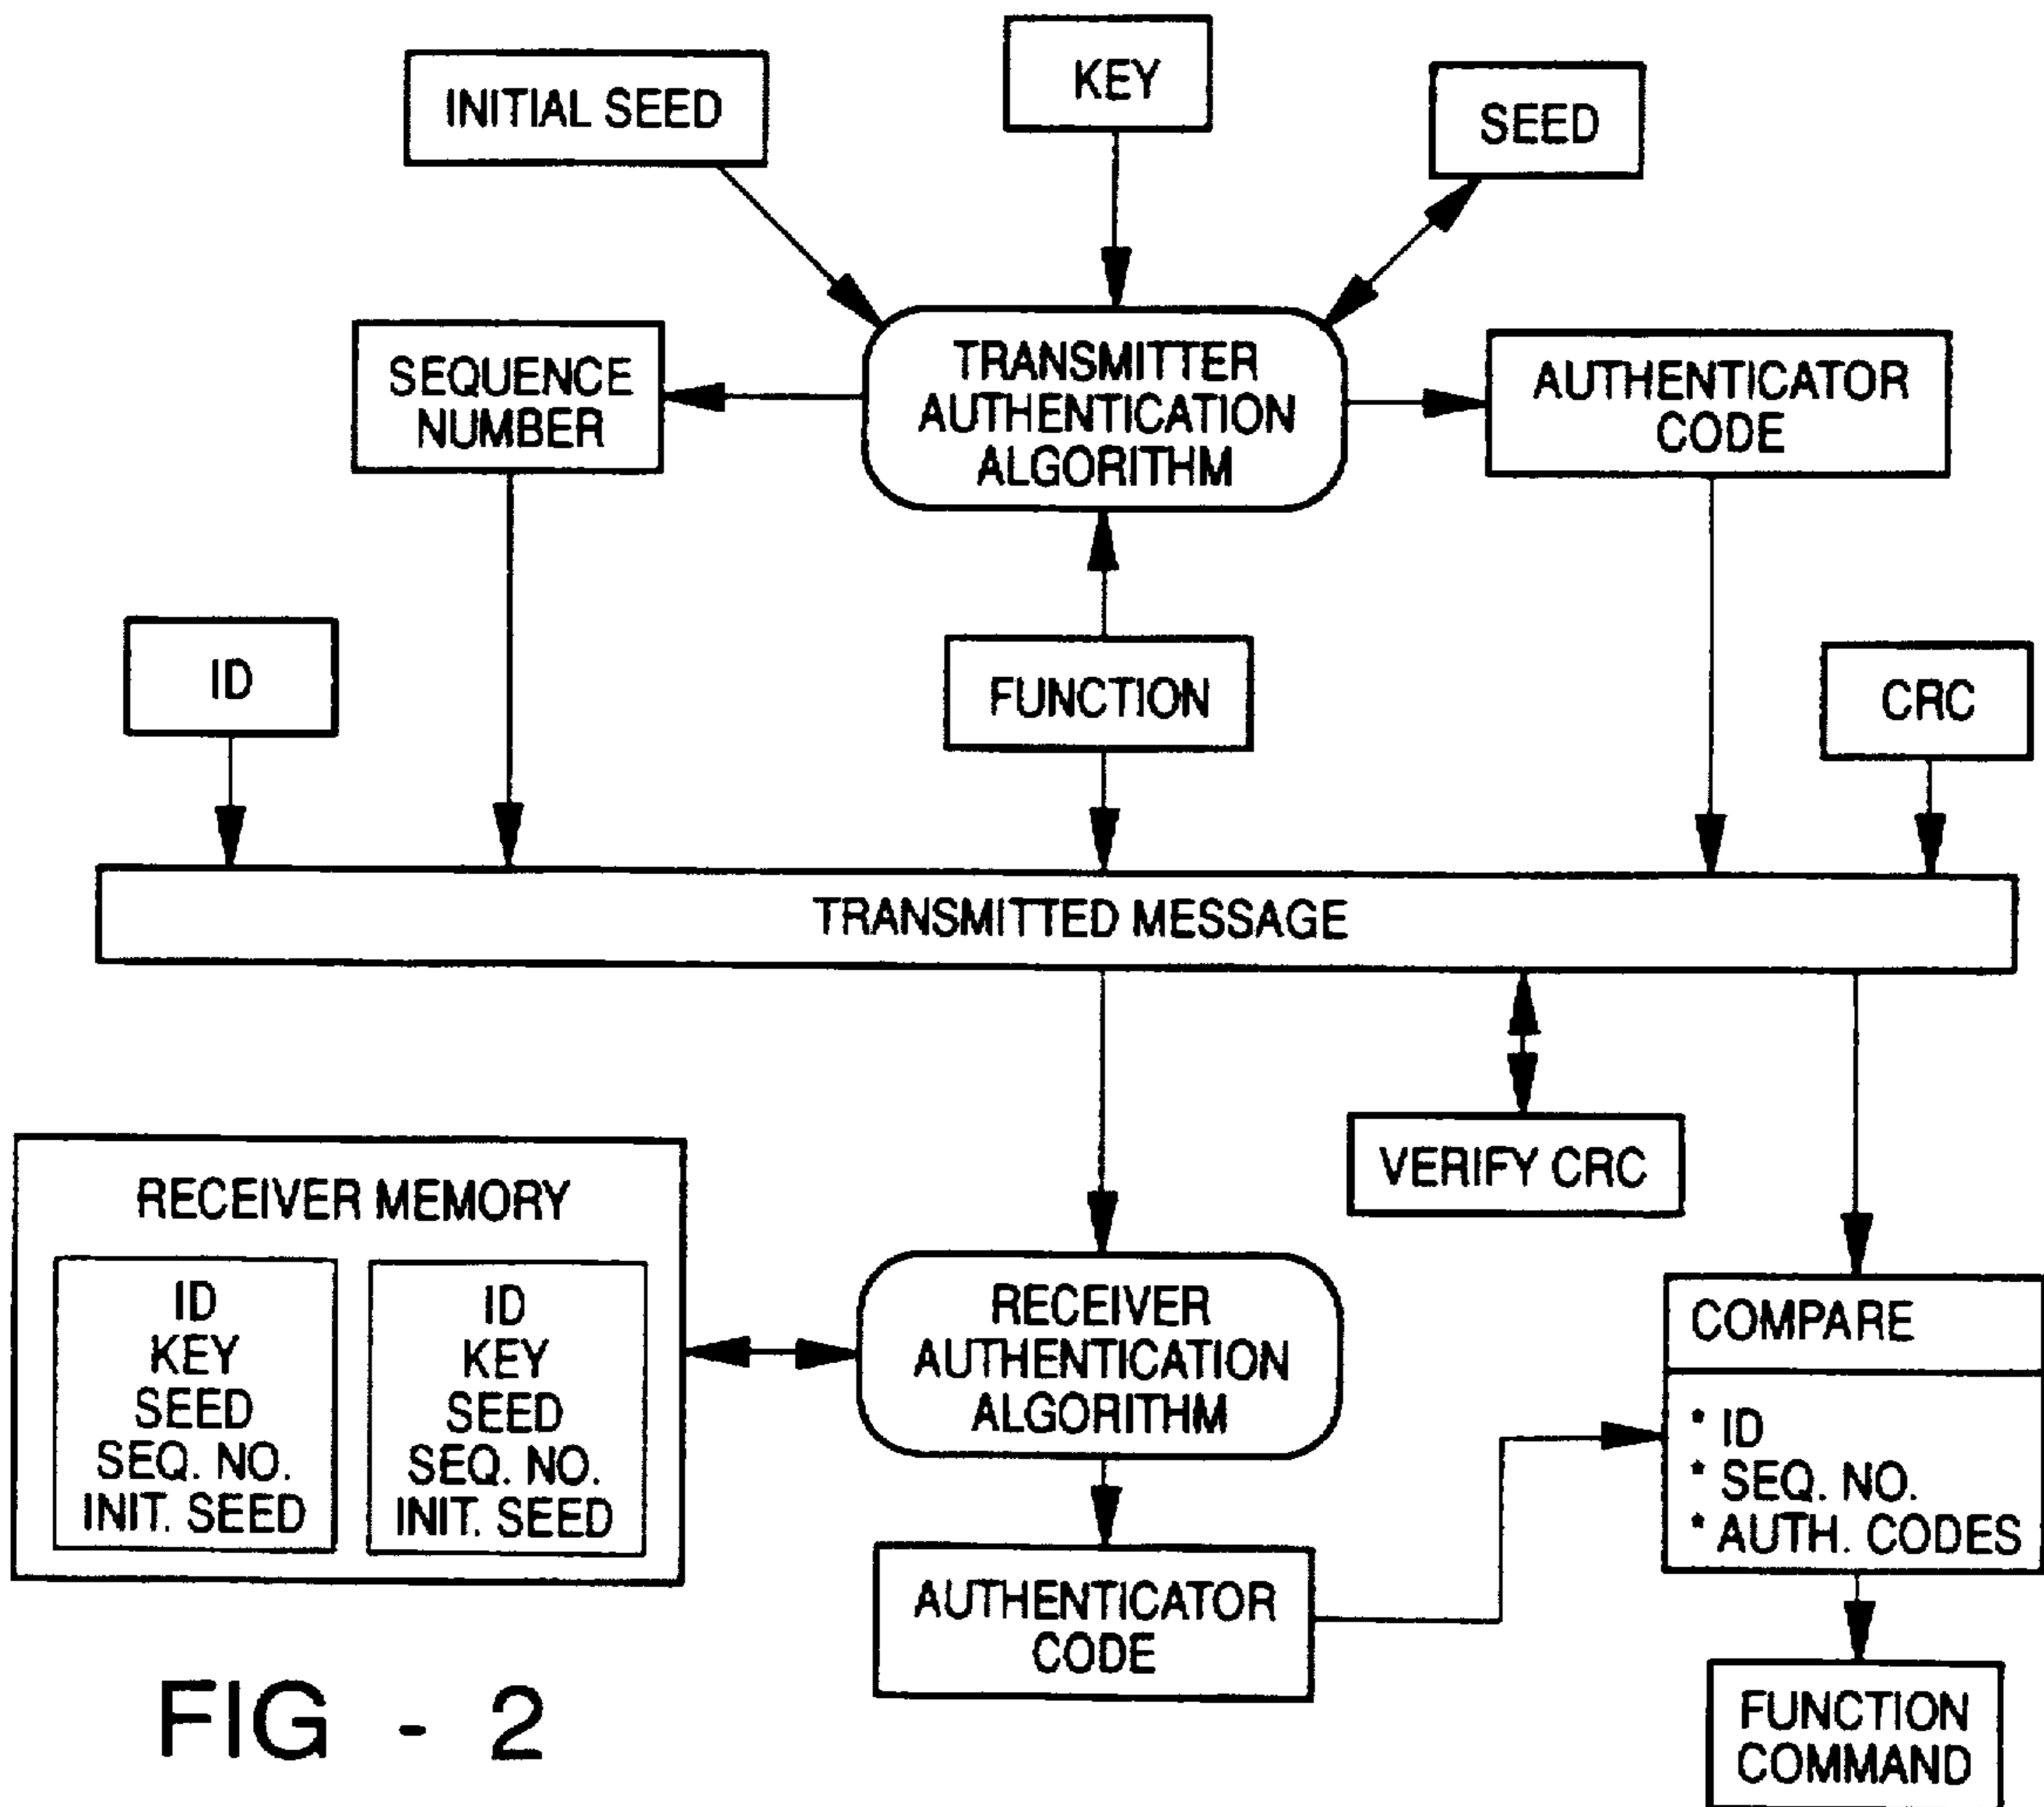 INITIAL SEED
KEY
SEED
SEQUENCE
NUMBER
TRANSMITTER
AUTHENTICATION
ALGORITHM
AUTHENTICATOR
CODE
ID
FUNCTION
CRC
TRANSMITTED MESSAGE
VERIFY CRC
RECEIVER MEMORY
ID
KEY
SEED
SEQ. NO.
INIT. SEED
ID
KEY
SEED
SEQ. NO.
INIT. SEED
RECEIVER
AUTHENTICATION
ALGORITHM
COMPARE
* ID
* SEQ. NO.
* AUTH. CODES
AUTHENTICATOR
CODE
FUNCTION
COMMAND
FIG - 2